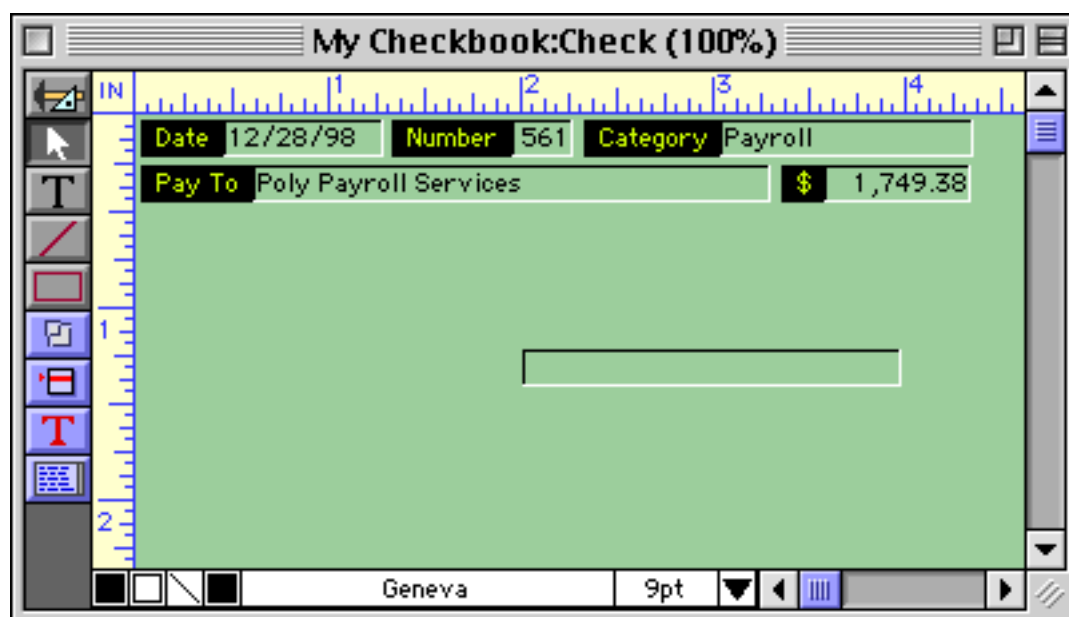 My Checkbook:Check (100%)
IN 1 2 3 4
Date 12/28/98 Number 561 Category Payroll
Pay To Poly Payroll Services $ 1,749.38
T
1
T
2
Geneva 9pt